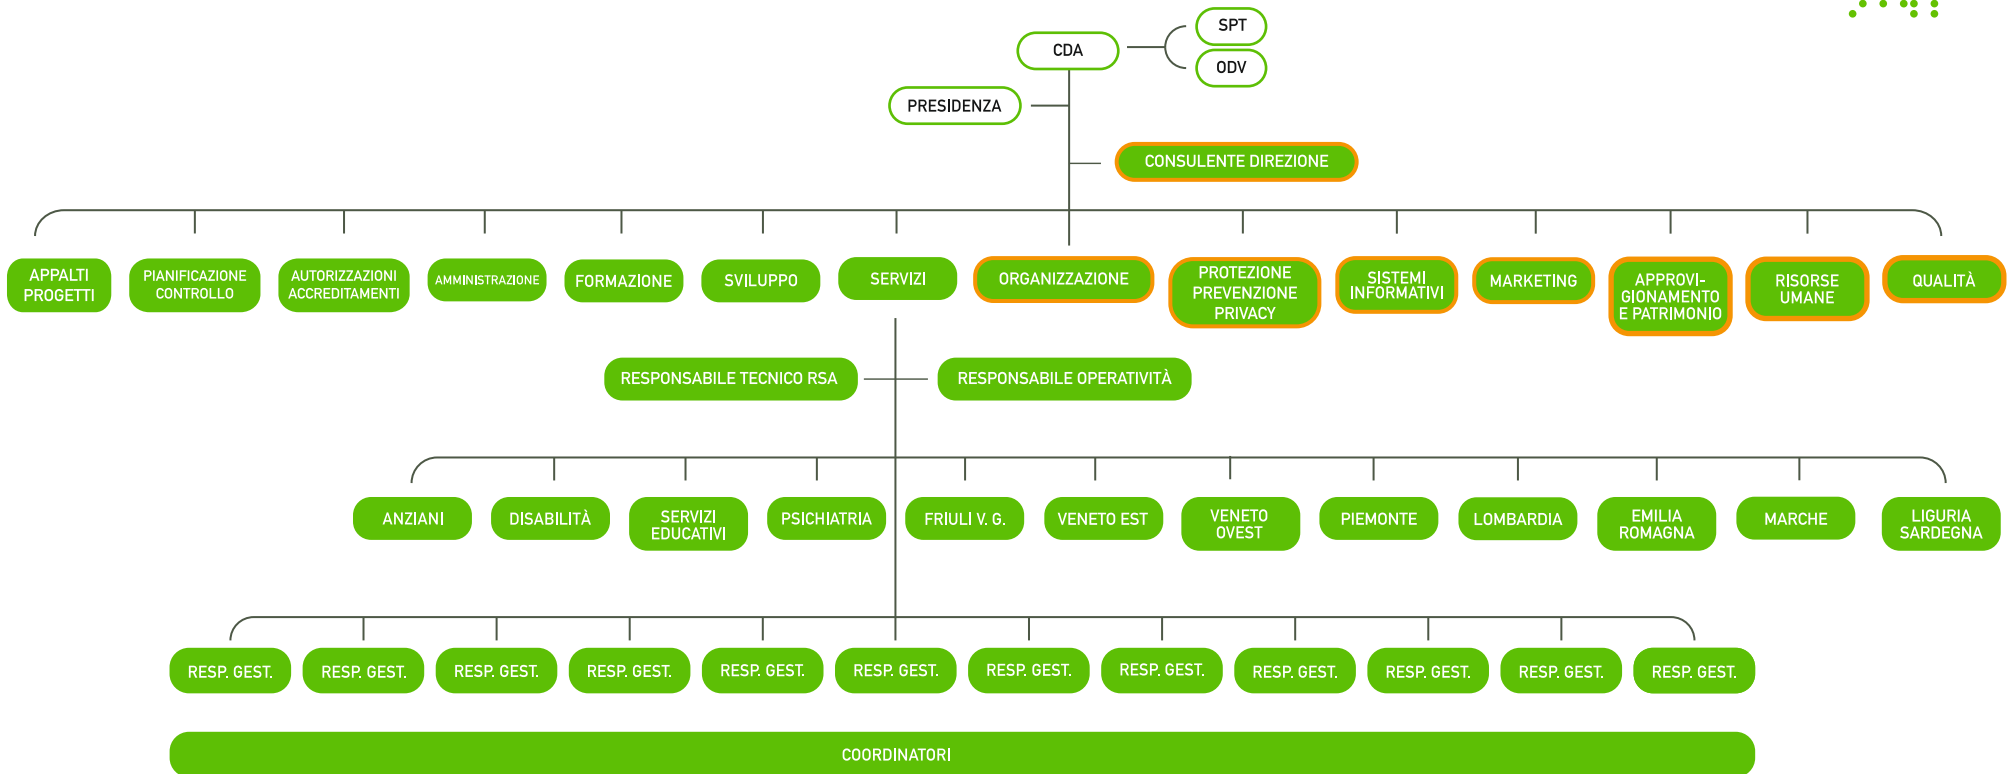 SPT
CDA
ODV
PRESIDENZA
CONSULENTE DIREZIONE
APPALTI
PROGETTI
PIANIFICAZIONE
CONTROLLO
AUTORIZZAZIONI
ACCREDITAMENTI
AMMINISTRAZIONE
FORMAZIONE
SVILUPPO
SERVIZI
ORGANIZZAZIONE
PROTEZIONE
PREVENZIONE
PRIVACY
SISTEMI
INFORMATIVI
MARKETING
APPROVI-
GIONAMENTO
E PATRIMONIO
RISORSE
UMANE
QUALITÀ
RESPONSABILE TECNICO RSA
RESPONSABILE OPERATIVITÀ
ANZIANI
DISABILITÀ
SERVIZI
EDUCATIVI
PSICHIATRIA
FRIULI V. G.
VENETO EST
VENETO
OVEST
PIEMONTE
LOMBARDIA
EMILIA
ROMAGNA
MARCHE
LIGURIA
SARDEGNA
RESP. GEST.
RESP. GEST.
RESP. GEST.
RESP. GEST.
RESP. GEST.
RESP. GEST.
RESP. GEST.
RESP. GEST.
RESP. GEST.
RESP. GEST.
RESP. GEST.
RESP. GEST.
COORDINATORI